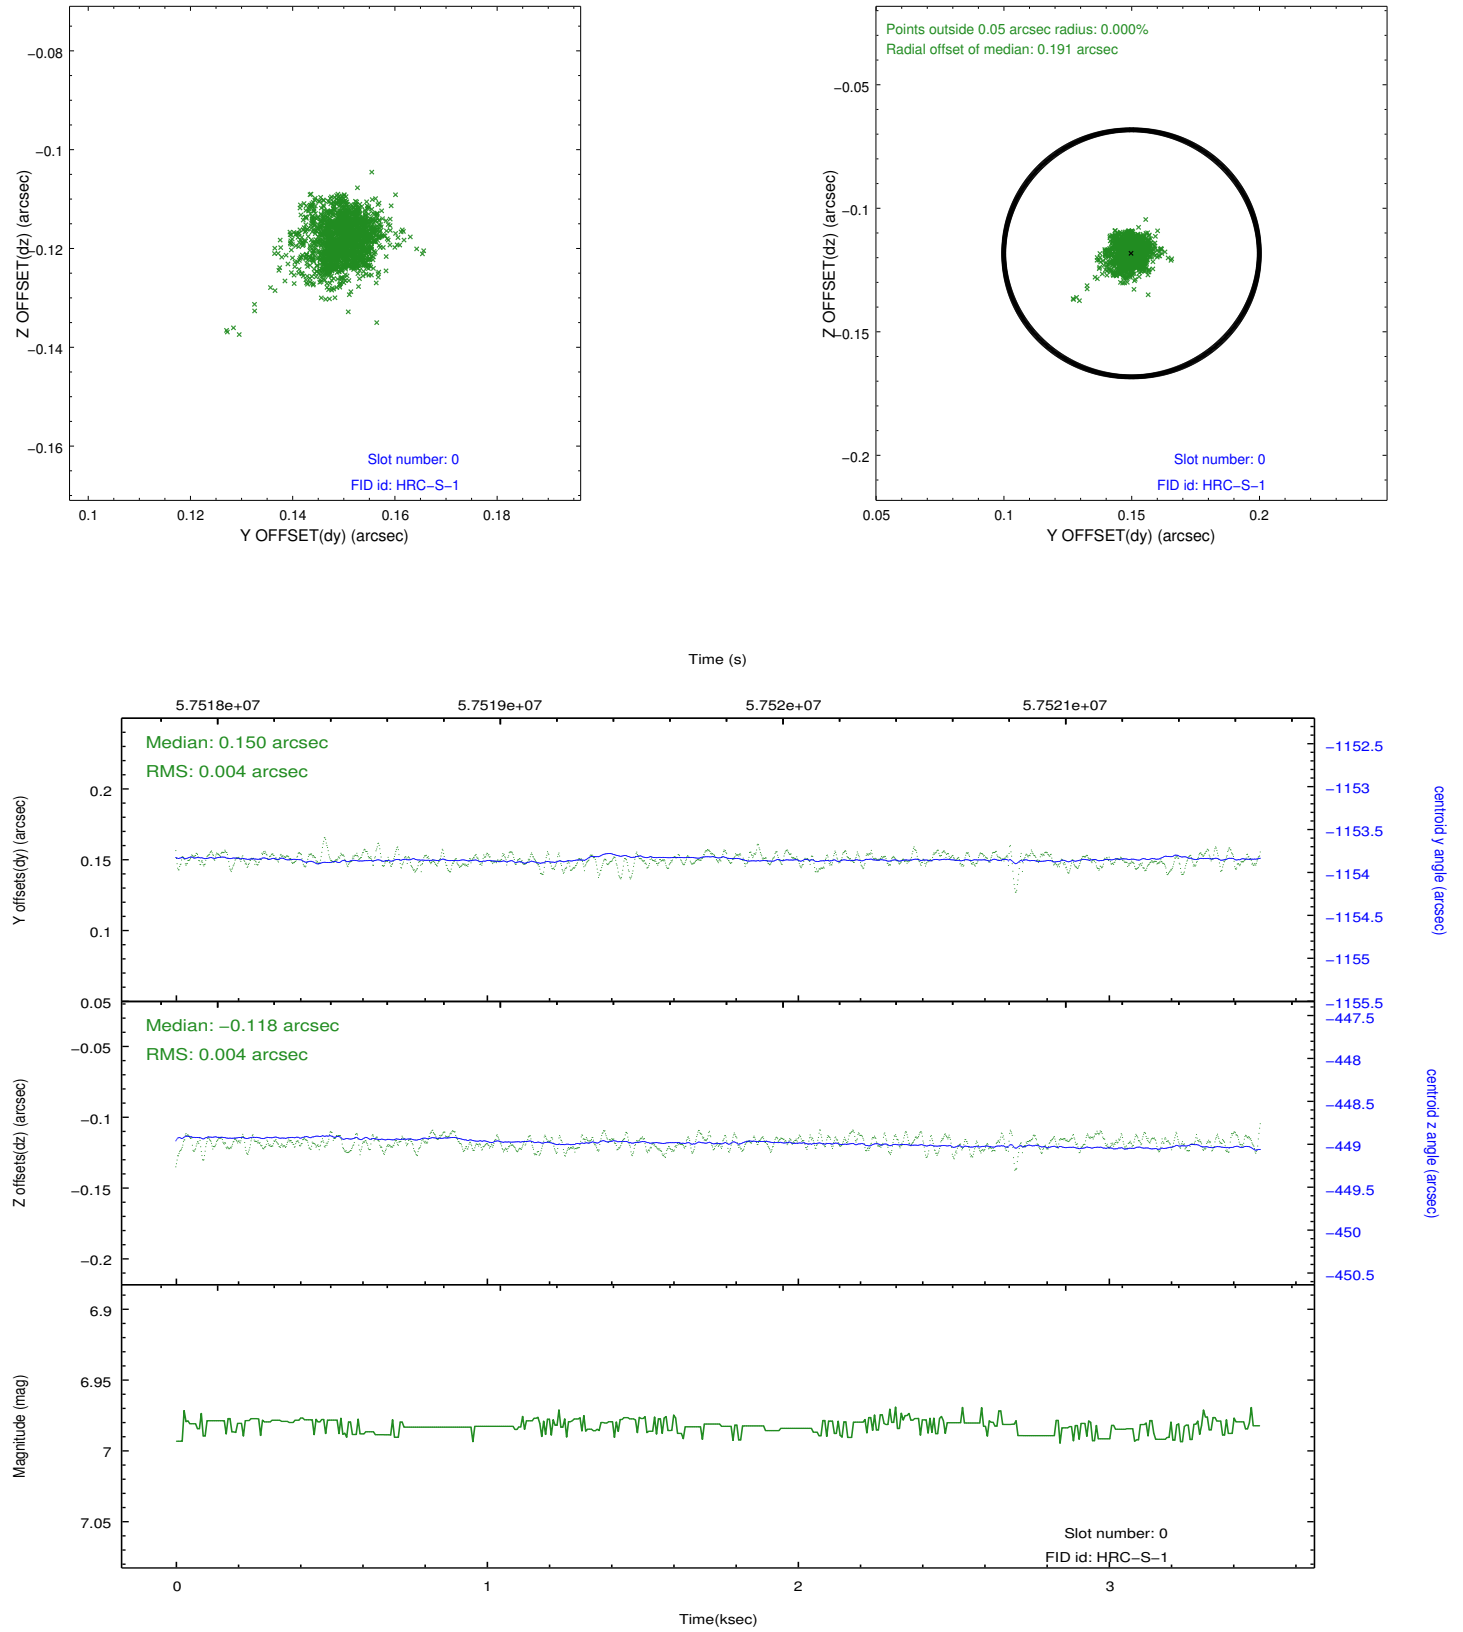 −0.08
−0.1
−0.12
−0.14
−0.16
Z OFFSET(dz) (arcsec)
Slot number: 0
FID id: HRC−S−1
0.1 0.12 0.14 0.16 0.18
Y OFFSET(dy) (arcsec)
Points outside 0.05 arcsec radius: 0.000%
Radial offset of median: 0.191 arcsec
−0.05
−0.1
−0.15
−0.2
Z OFFSET(dz) (arcsec)
Slot number: 0
FID id: HRC−S−1
0.05 0.1 0.15 0.2
Y OFFSET(dy) (arcsec)
Time (s)
5.7518e+07 5.7519e+07 5.752e+07 5.7521e+07
Median: 0.150 arcsec
RMS: 0.004 arcsec
0.2
0.15
0.1
0.05
Y offsets(dy) (arcsec)
−1152.5
−1153
−1153.5
−1154
−1154.5
−1155
−1155.5
centroid y angle (arcsec)
Median: −0.118 arcsec
RMS: 0.004 arcsec
−0.05
−0.1
−0.15
−0.2
Z offsets(dz) (arcsec)
−447.5
−448
−448.5
−449
−449.5
−450
−450.5
centroid z angle (arcsec)
6.9
6.95
7
7.05
Magnitude (mag)
Slot number: 0
FID id: HRC−S−1
0 1 2 3
Time(ksec)